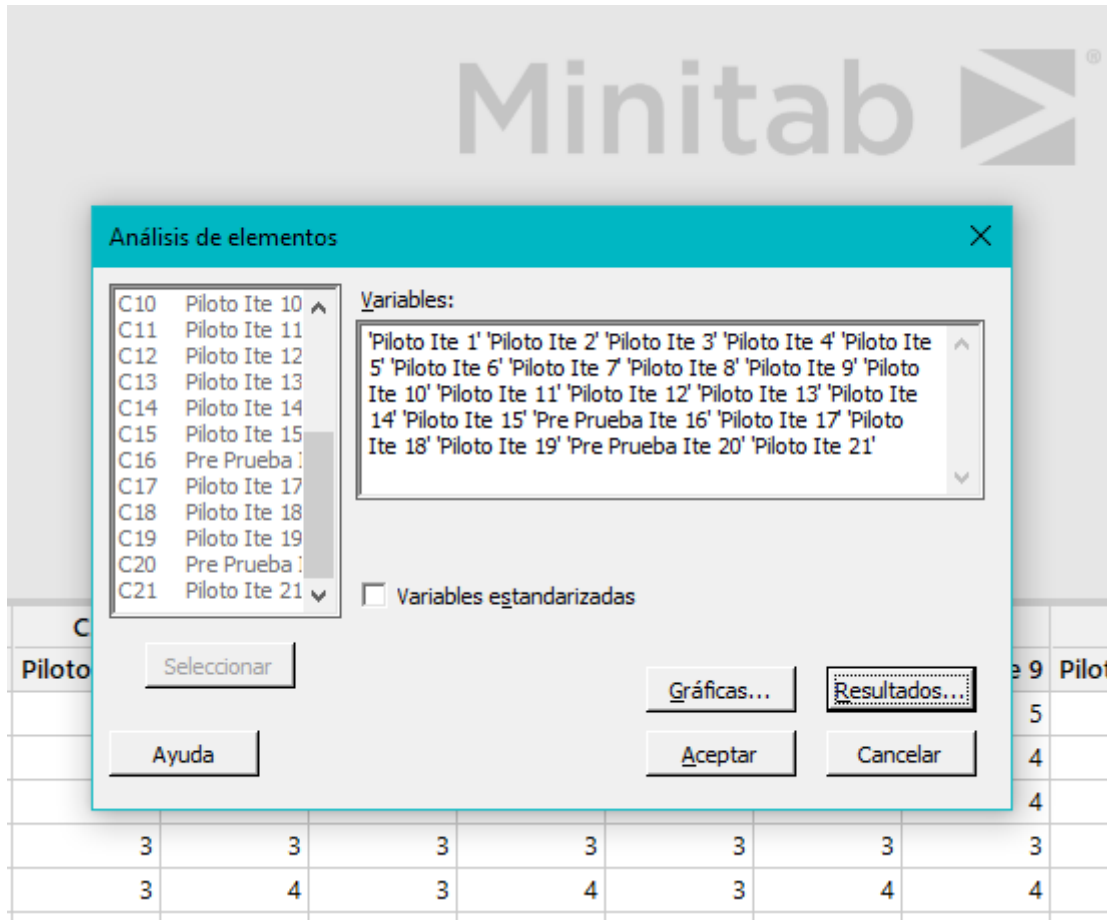 Minitab ®
Análisis de elementos
C10 Piloto Ite 10
C11 Piloto Ite 11
C12 Piloto Ite 12
C13 Piloto Ite 13
C14 Piloto Ite 14
C15 Piloto Ite 15
C16 Pre Prueba I
C17 Piloto Ite 17
C18 Piloto Ite 18
C19 Piloto Ite 19
C20 Pre Prueba I
C21 Piloto Ite 21
Variables:
'Piloto Ite 1' 'Piloto Ite 2' 'Piloto Ite 3' 'Piloto Ite 4' 'Piloto Ite
5' 'Piloto Ite 6' 'Piloto Ite 7' 'Piloto Ite 8' 'Piloto Ite 9' 'Piloto
Ite 10' 'Piloto Ite 11' 'Piloto Ite 12' 'Piloto Ite 13' 'Piloto Ite
14' 'Piloto Ite 15' 'Pre Prueba Ite 16' 'Piloto Ite 17' 'Piloto
Ite 18' 'Piloto Ite 19' 'Pre Prueba Ite 20' 'Piloto Ite 21'
Variables estandarizadas
Seleccionar
Gráficas... Resultados...
Ayuda Aceptar Cancelar
C
Piloto e 9 Pilot
5
4
4
3 3 3 3 3 3 3
3 4 3 4 3 4 4